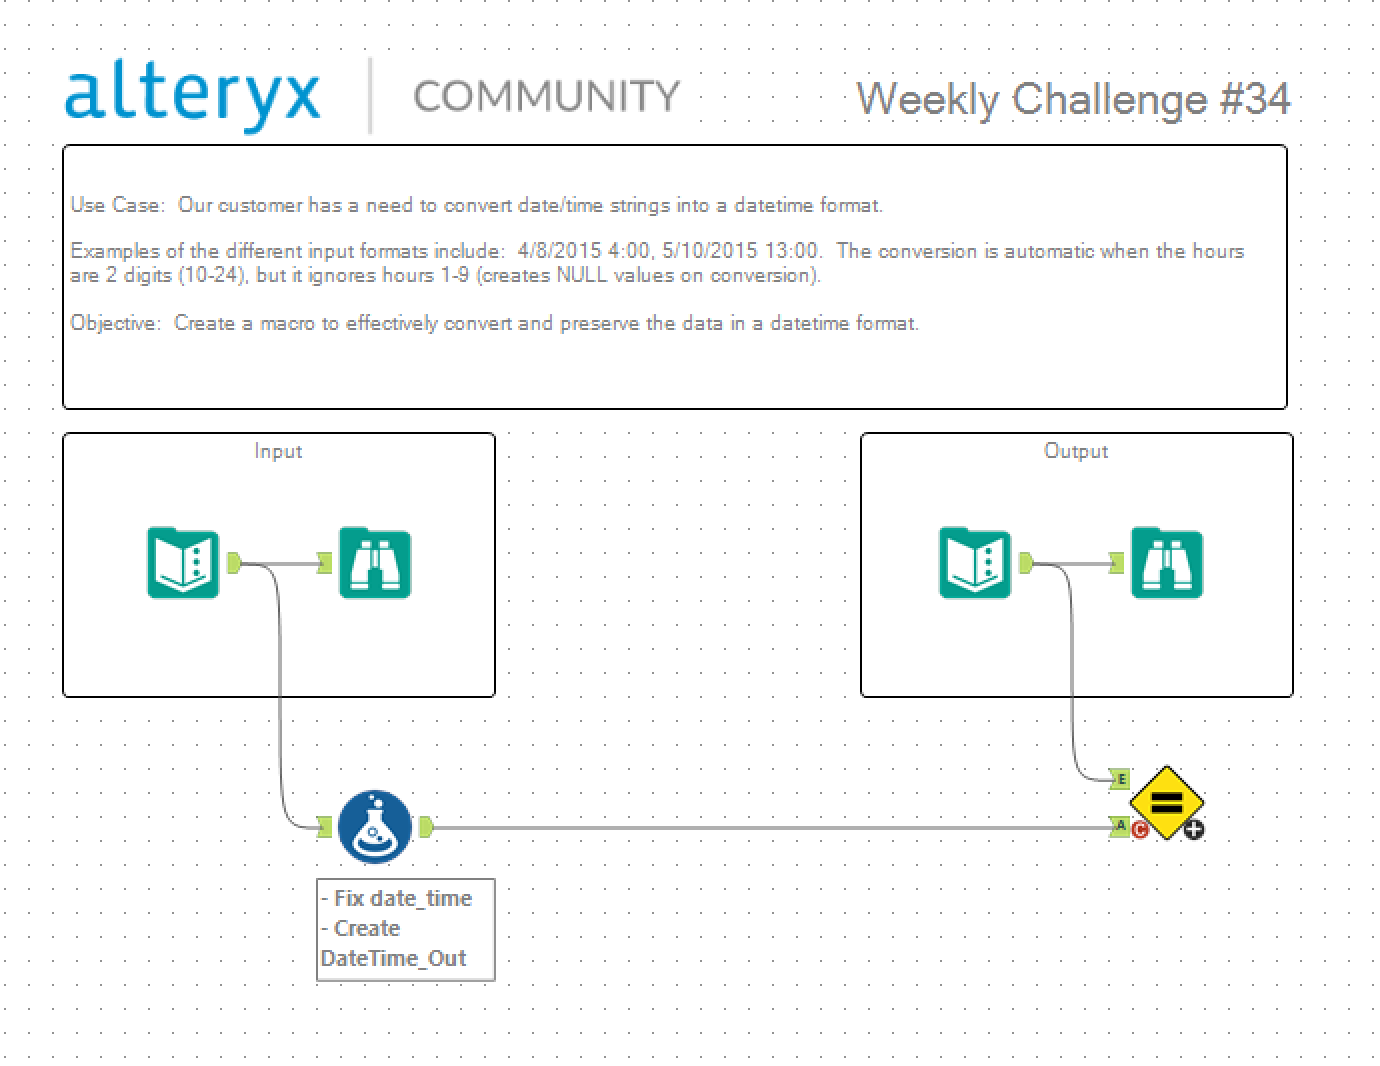 alteryx COMMUNITY Weekly Challenge #34
Use Case: Our customer has a need to convert date/time strings into a datetime format.
Examples of the different input formats include: 4/8/2015 4:00, 5/10/2015 13:00. The conversion is automatic when the hours
are 2 digits (10-24), but it ignores hours 1-9 (creates NULL values on conversion).
Objective: Create a macro to effectively convert and preserve the data in a datetime format.
Input
Output
E
A
C
- Fix date_time
- Create
DateTime_Out